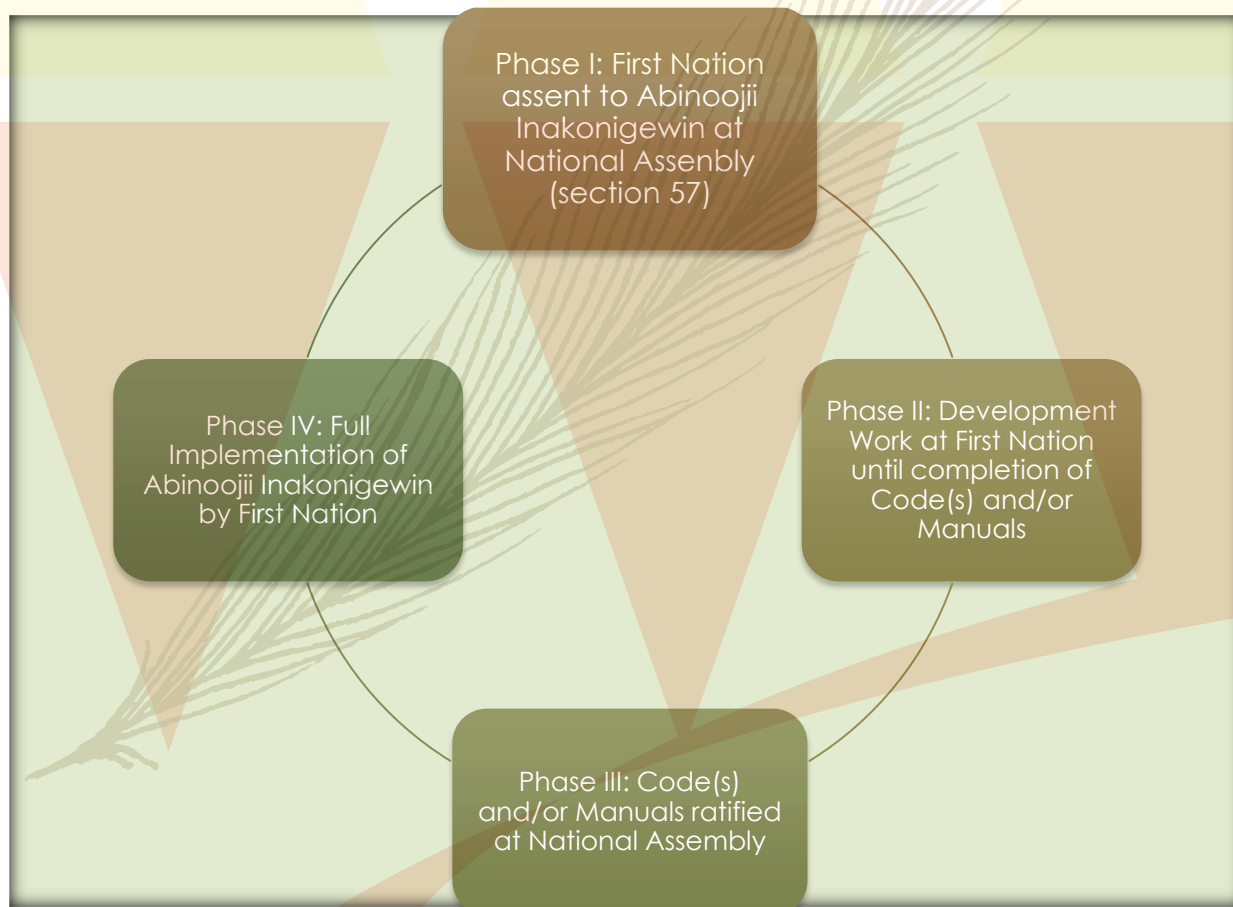 Phase I: First Nation
assent to Abinoojii
Inakonigewin at
National Assenbly
(section 57)
Phase II: Development
Work at First Nation
until completion of
Code(s) and/or
Manuals
Phase III: Code(s)
and/or Manuals ratified
at National Assembly
Phase IV: Full
Implementation of
Abinoojii Inakonigewin
by First Nation